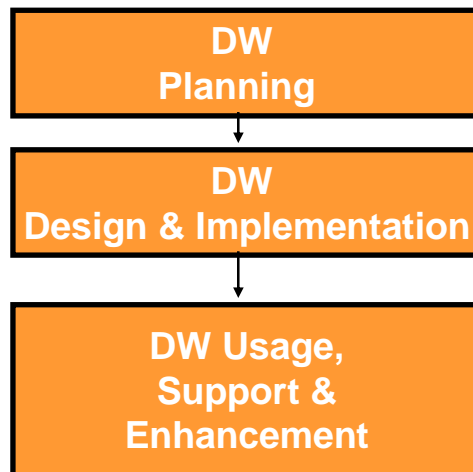 DW
Planning
DW
Design & Implementation
DW Usage,
Support &
Enhancement